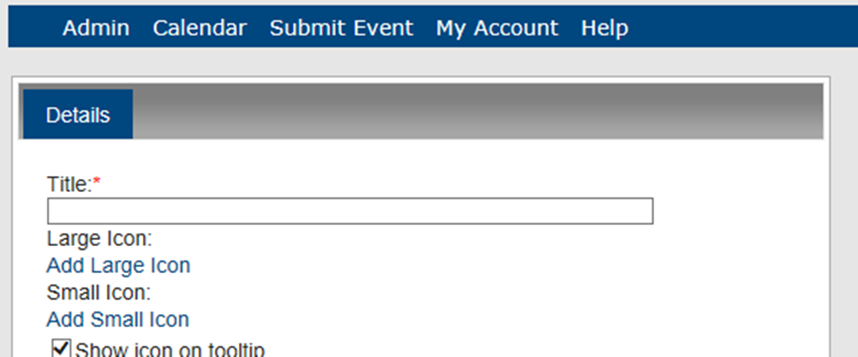 Admin Calendar Submit Event My Account Help
Details
Title:*
Large Icon:
Add Large Icon
Small Icon:
Add Small Icon
Show icon on tooltip